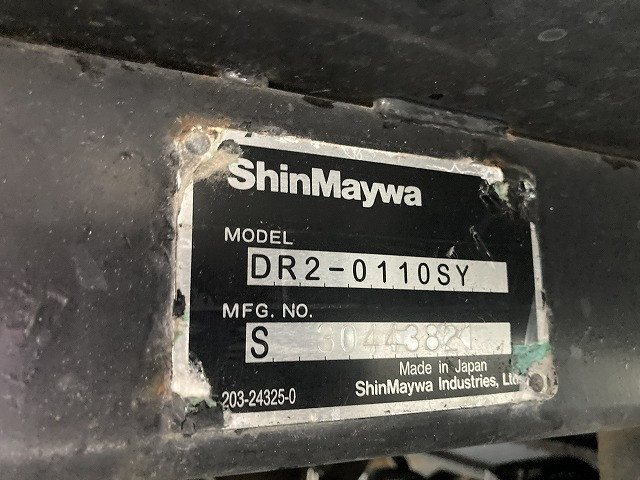 ShinMaywa
MODEL
DR2-0110SY
MFG. NO.
S 30443821
Made in Japan
203-24325-0
ShinMaywa Industries, Ltd